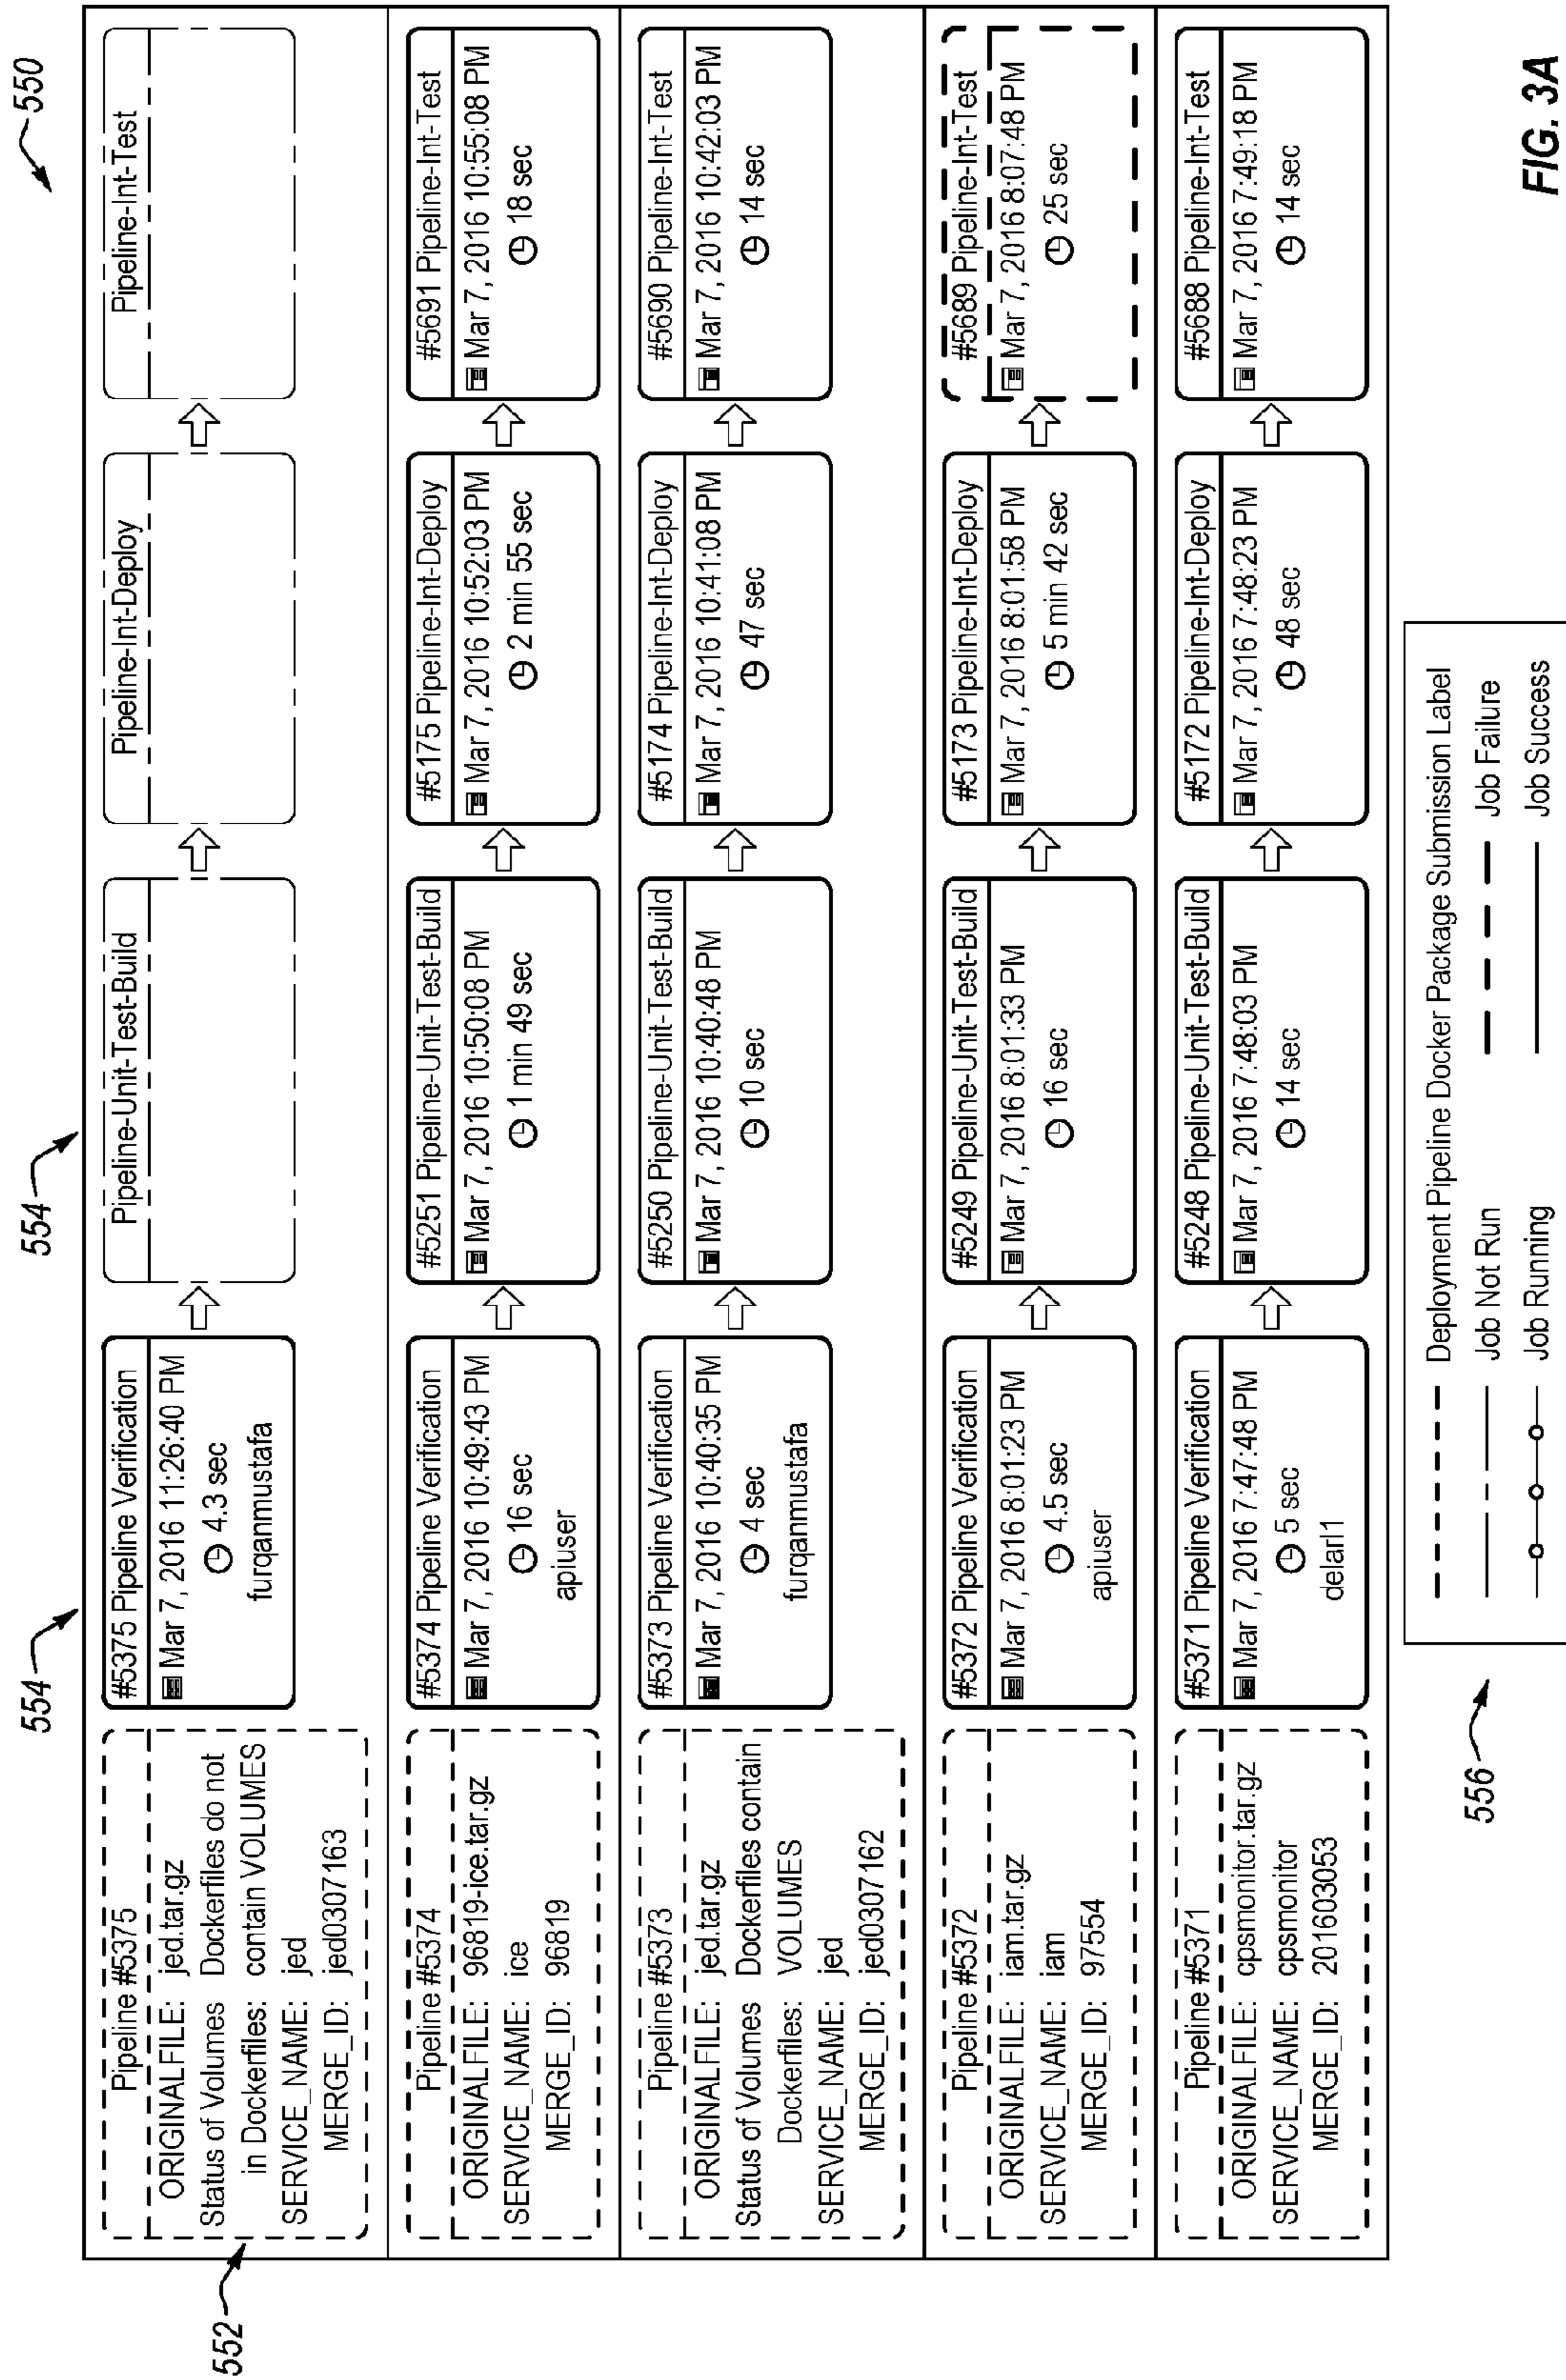 550
554
554
552
Pipeline #5375
ORIGINALFILE: jed.tar.gz
Status of Volumes Dockerfiles do not
in Dockerfiles: contain VOLUMES
SERVICE_NAME: jed
MERGE_ID: jed0307163
#5375 Pipeline Verification
Mar 7, 2016 11:26:40 PM
4.3 sec
furqanmustafa
Pipeline-Unit-Test-Build
Pipeline-Int-Deploy
Pipeline-Int-Test
Pipeline #5374
ORIGINALFILE: 96819-ice.tar.gz
SERVICE_NAME: ice
MERGE_ID: 96819
#5374 Pipeline Verification
Mar 7, 2016 10:49:43 PM
16 sec
apiuser
#5251 Pipeline-Unit-Test-Build
Mar 7, 2016 10:50:08 PM
1 min 49 sec
#5175 Pipeline-Int-Deploy
Mar 7, 2016 10:52:03 PM
2 min 55 sec
#5691 Pipeline-Int-Test
Mar 7, 2016 10:55:08 PM
18 sec
Pipeline #5373
ORIGINALFILE: jed.tar.gz
Status of Volumes Dockerfiles contain
Dockerfiles: VOLUMES
SERVICE_NAME: jed
MERGE_ID: jed0307162
#5373 Pipeline Verification
Mar 7, 2016 10:40:35 PM
4 sec
furqanmustafa
#5250 Pipeline-Unit-Test-Build
Mar 7, 2016 10:40:48 PM
10 sec
#5174 Pipeline-Int-Deploy
Mar 7, 2016 10:41:08 PM
47 sec
#5690 Pipeline-Int-Test
Mar 7, 2016 10:42:03 PM
14 sec
Pipeline #5372
ORIGINALFILE: iam.tar.gz
SERVICE_NAME: iam
MERGE_ID: 97554
#5372 Pipeline Verification
Mar 7, 2016 8:01:23 PM
4.5 sec
apiuser
#5249 Pipeline-Unit-Test-Build
Mar 7, 2016 8:01:33 PM
16 sec
#5173 Pipeline-Int-Deploy
Mar 7, 2016 8:01:58 PM
5 min 42 sec
#5689 Pipeline-Int-Test
Mar 7, 2016 8:07:48 PM
25 sec
Pipeline #5371
ORIGINALFILE: cpsmonitor.tar.gz
SERVICE_NAME: cpsmonitor
MERGE_ID: 201603053
#5371 Pipeline Verification
Mar 7, 2016 7:47:48 PM
5 sec
delarl1
#5248 Pipeline-Unit-Test-Build
Mar 7, 2016 7:48:03 PM
14 sec
#5172 Pipeline-Int-Deploy
Mar 7, 2016 7:48:23 PM
48 sec
#5688 Pipeline-Int-Test
Mar 7, 2016 7:49:18 PM
14 sec
556
Deployment Pipeline Docker Package Submission Label
Job Not Run
Job Failure
Job Running
Job Success
FIG. 3A